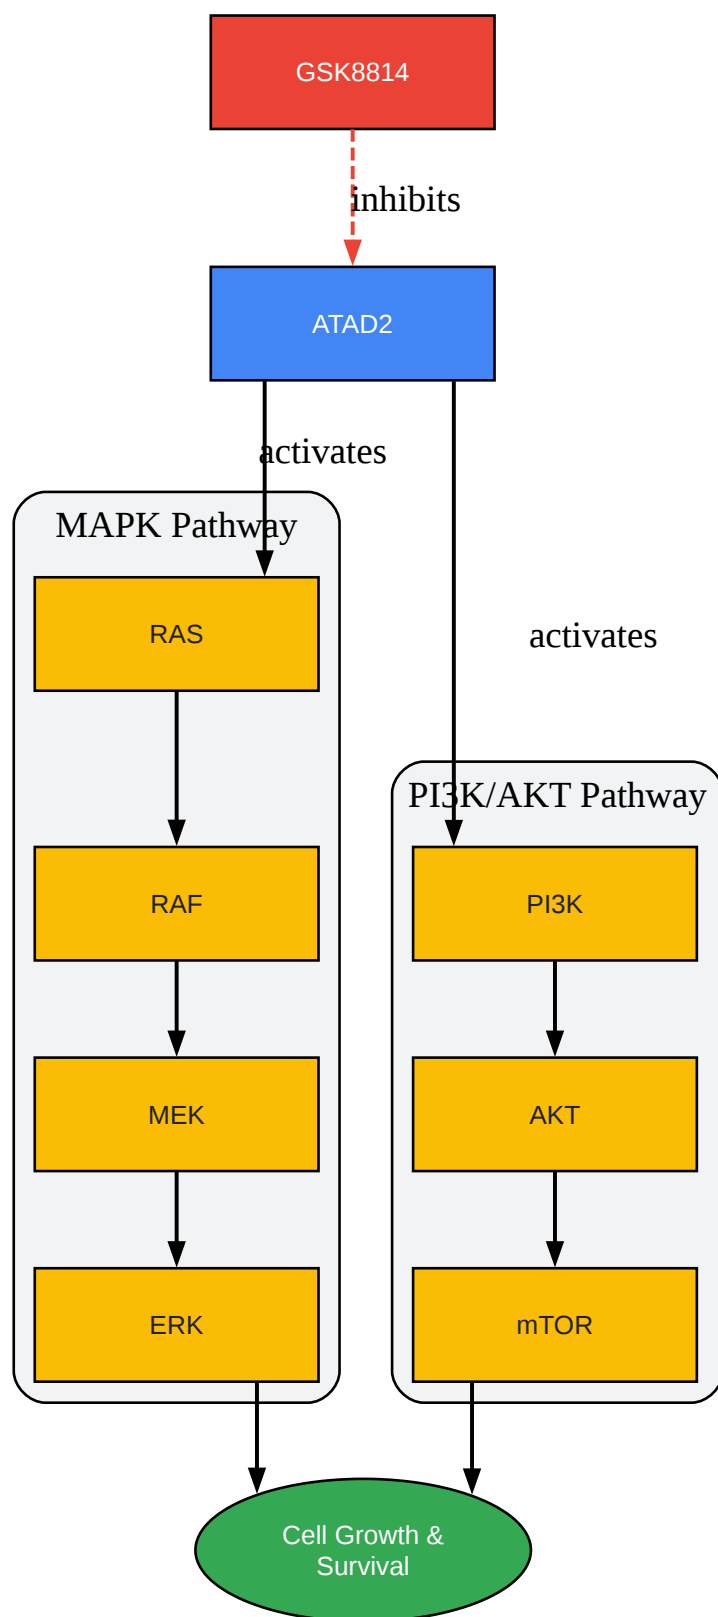 GSK8814
inhibits
ATAD2
activates
MAPK Pathway
RAS
activates
PI3K/AKT Pathway
RAF
PI3K
MEK
AKT
ERK
mTOR
Cell Growth &
Survival